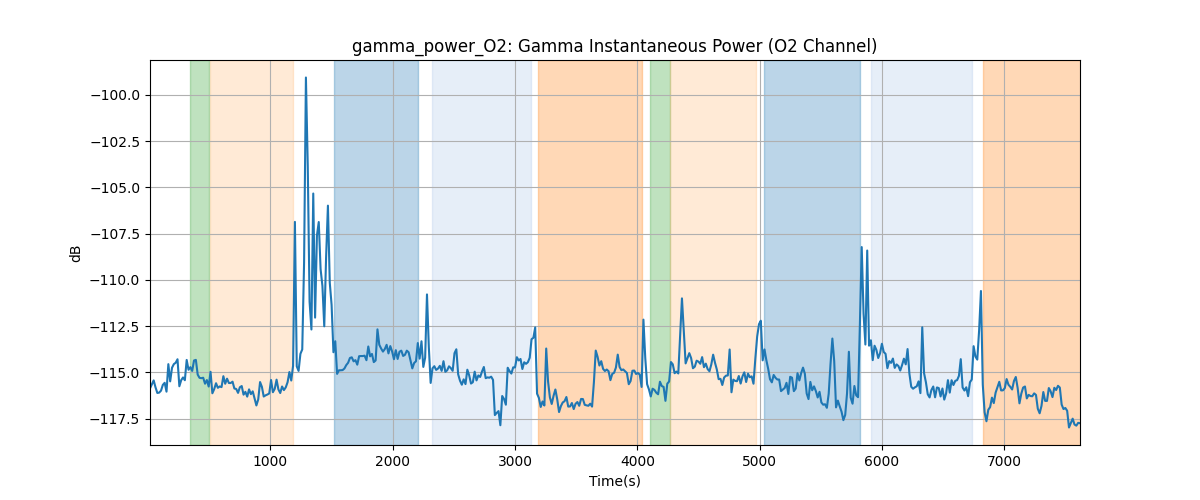 gamma_power_O2: Gamma Instantaneous Power (O2 Channel)
−100.0
−102.5
−105.0
−107.5
−110.0
−112.5
−115.0
−117.5
dB
1000 2000 3000 4000 5000 6000 7000
Time(s)